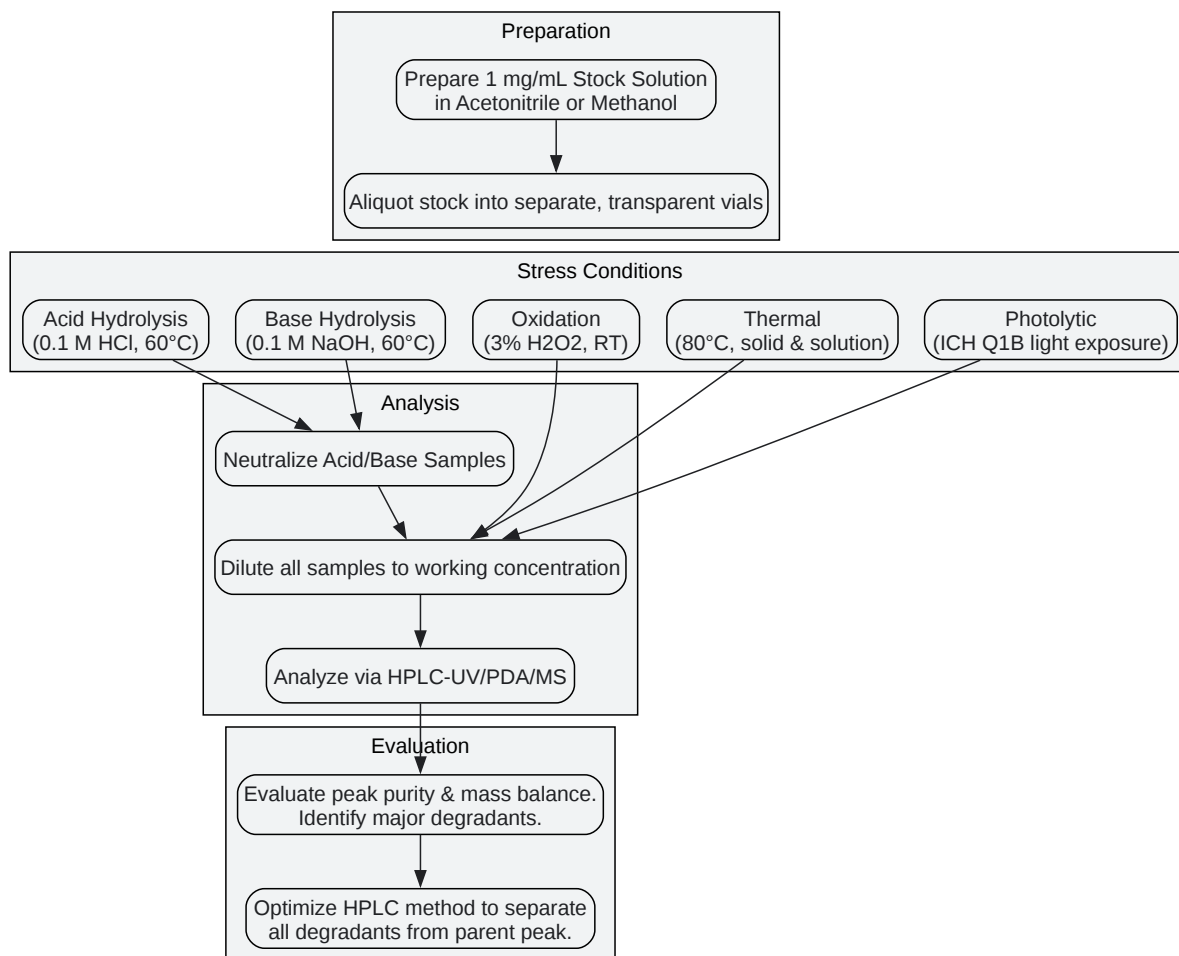 Preparation
Prepare 1 mg/mL Stock Solution
in Acetonitrile or Methanol
Aliquot stock into separate, transparent vials
Stress Conditions
Acid Hydrolysis
(0.1 M HCl, 60°C)
Base Hydrolysis
(0.1 M NaOH, 60°C)
Oxidation
(3% H2O2, RT)
Thermal
(80°C, solid & solution)
Photolytic
(ICH Q1B light exposure)
Analysis
Neutralize Acid/Base Samples
Dilute all samples to working concentration
Analyze via HPLC-UV/PDA/MS
Evaluation
Evaluate peak purity & mass balance.
Identify major degradants.
Optimize HPLC method to separate
all degradants from parent peak.